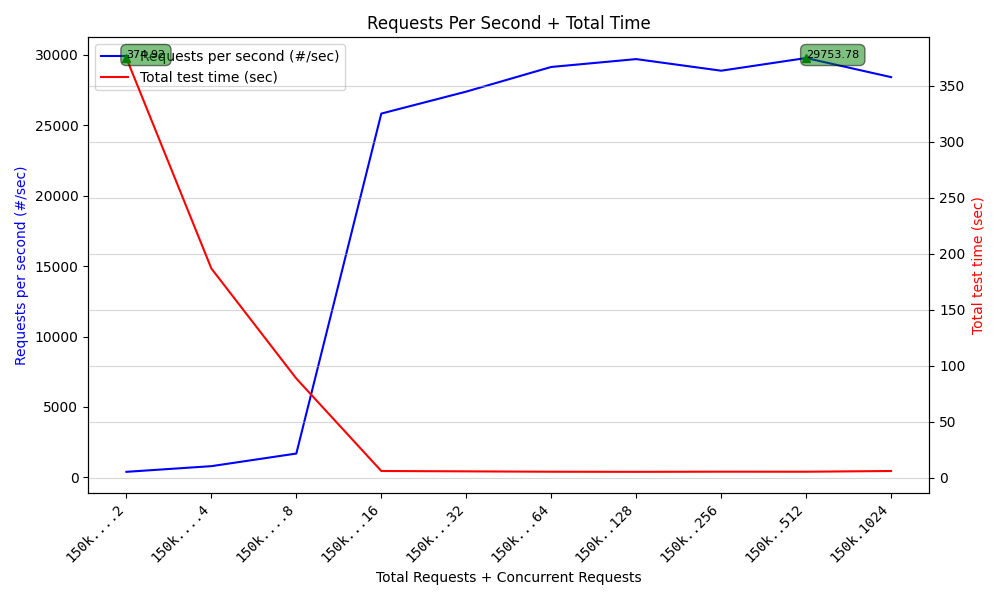 Requests Per Second + Total Time
374.92
Requests per second (#/sec)
Total test time (sec)
29753.78
30000
25000
20000
15000
10000
5000
0
Requests per second (#/sec)
350
300
250
200
150
100
50
0
Total test time (sec)
150k....2
150k....4
150k....8
150k...16
150k...32
150k...64
150k..128
150k..256
150k..512
150k.1024
Total Requests + Concurrent Requests